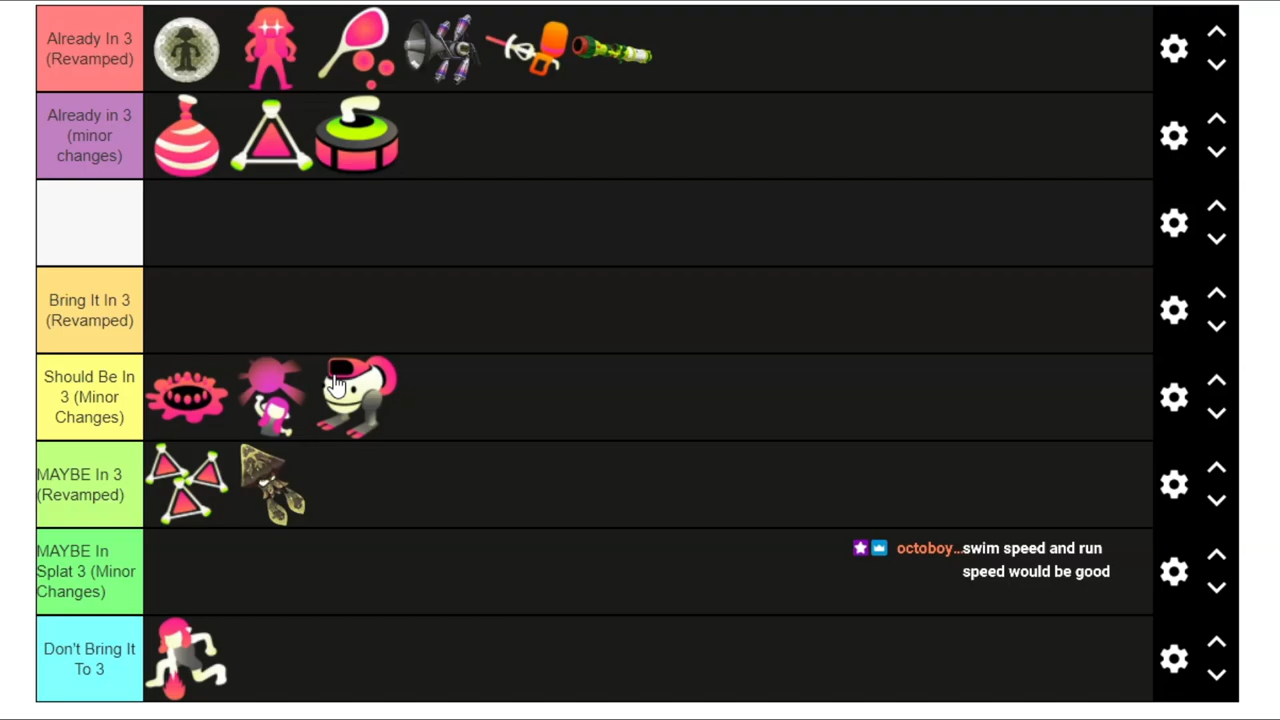 Already In 3
(Revamped)
Already in 3
(minor
changes)
Bring It In 3
(Revamped)
Should Be In
3 (Minor
Changes)
MAYBE In 3
(Revamped)
MAYBE In
Splat 3 (Minor
Changes)
octoboy...swim speed and run
speed would be good
Don't Bring It
To 3